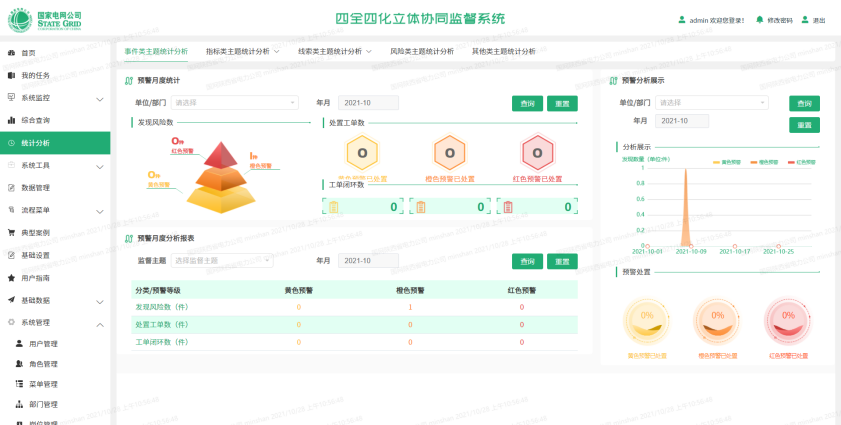 国家电网公司
STATE GRID
四全四化立体协同监督系统
admin 欢迎您登录!
修改密码
退出
首页
我的任务
系统监控
综合查询
统计分析
系统工具
数据管理
流程菜单
典型案例
基础设置
用户指南
基础数据
系统管理
用户管理
角色管理
菜单管理
部门管理
岗位管理
事件类主题统计分析
指标类主题统计分析
线索类主题统计分析
风险类主题统计分析
其他类主题统计分析
预警月度统计
单位/部门 请选择
年月 2021-10
查询 重置
发现风险数
0件
红色预警
1件
橙色预警
0件
黄色预警
处置工单数
0 0 0
黄色预警已处置 橙色预警已处置 红色预警已处置
工单闭环数
0 0 0
预警月度分析报表
监督主题 请选择监督主题
年月 2021-10
查询 重置
分类/预警等级 黄色预警 橙色预警 红色预警
发现风险数（件） 0 1 0
处置工单数（件） 0 0 0
工单闭环数（件） 0 0 0
预警分析展示
单位/部门 请选择
查询
年月 2021-10
重置
分析展示
发现数量（单位:件）
黄色预警 橙色预警 红色预警
1
0.8
0.6
0.4
0.2
0
2021-10-01 2021-10-09 2021-10-17 2021-10-25
预警处置
0% 0% 0%
黄色预警已处置 橙色预警已处置 红色预警已处置